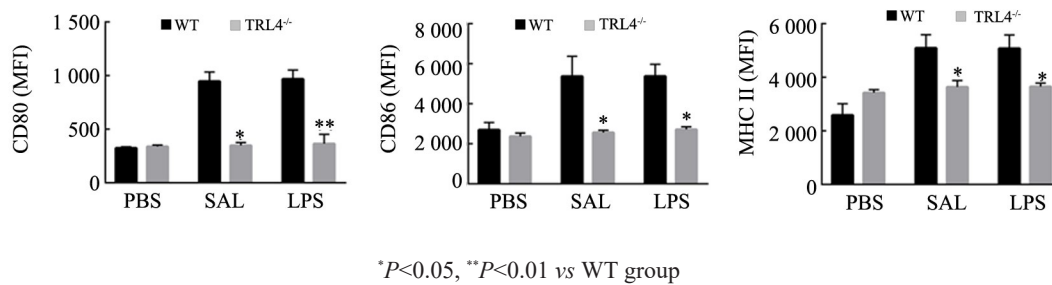 CD80 (MFI)
1 500
1 000
500
0
WT
TRL4-/-
*
**
PBS SAL LPS
CD86 (MFI)
8 000
6 000
4 000
2 000
0
WT
TRL4-/-
*
*
PBS SAL LPS
MHC II (MFI)
6 000
4 000
2 000
0
WT
TRL4-/-
*
*
PBS SAL LPS
*P<0.05, **P<0.01 vs WT group